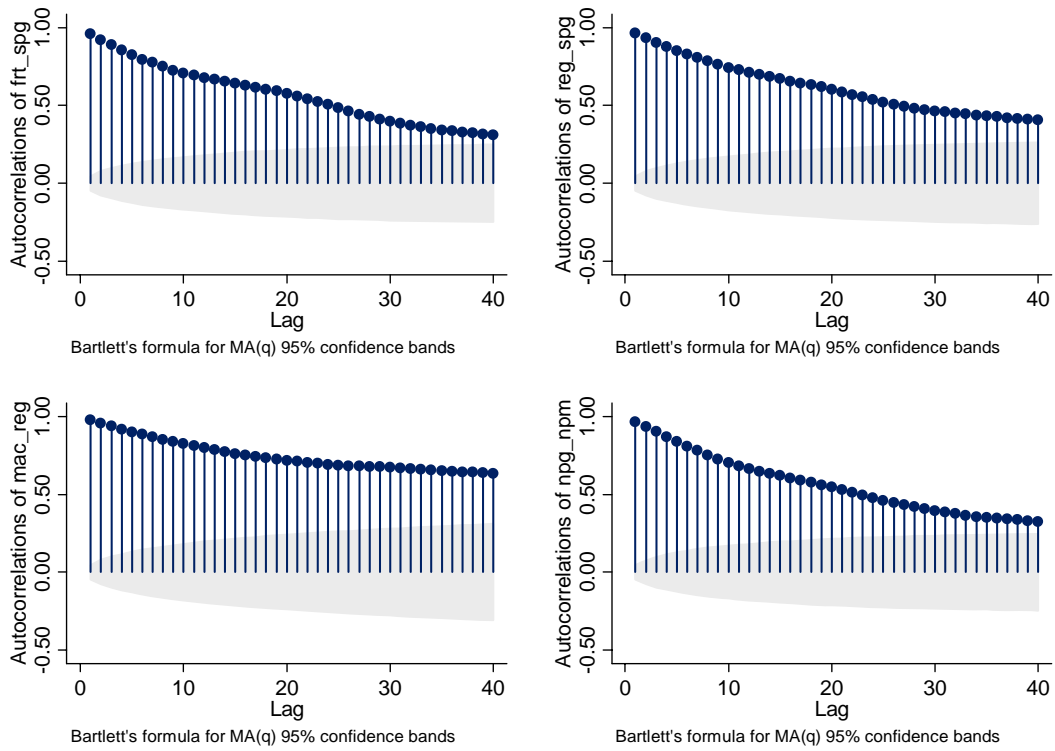 Autocorrelations of frt_spg
1.00
0.50
0.00
-0.50
0 10 20 30 40
Lag
Bartlett's formula for MA(q) 95% confidence bands
Autocorrelations of reg_spg
1.00
0.50
0.00
-0.50
0 10 20 30 40
Lag
Bartlett's formula for MA(q) 95% confidence bands
Autocorrelations of mac_reg
1.00
0.50
0.00
-0.50
0 10 20 30 40
Lag
Bartlett's formula for MA(q) 95% confidence bands
Autocorrelations of npg_npm
1.00
0.50
0.00
-0.50
0 10 20 30 40
Lag
Bartlett's formula for MA(q) 95% confidence bands